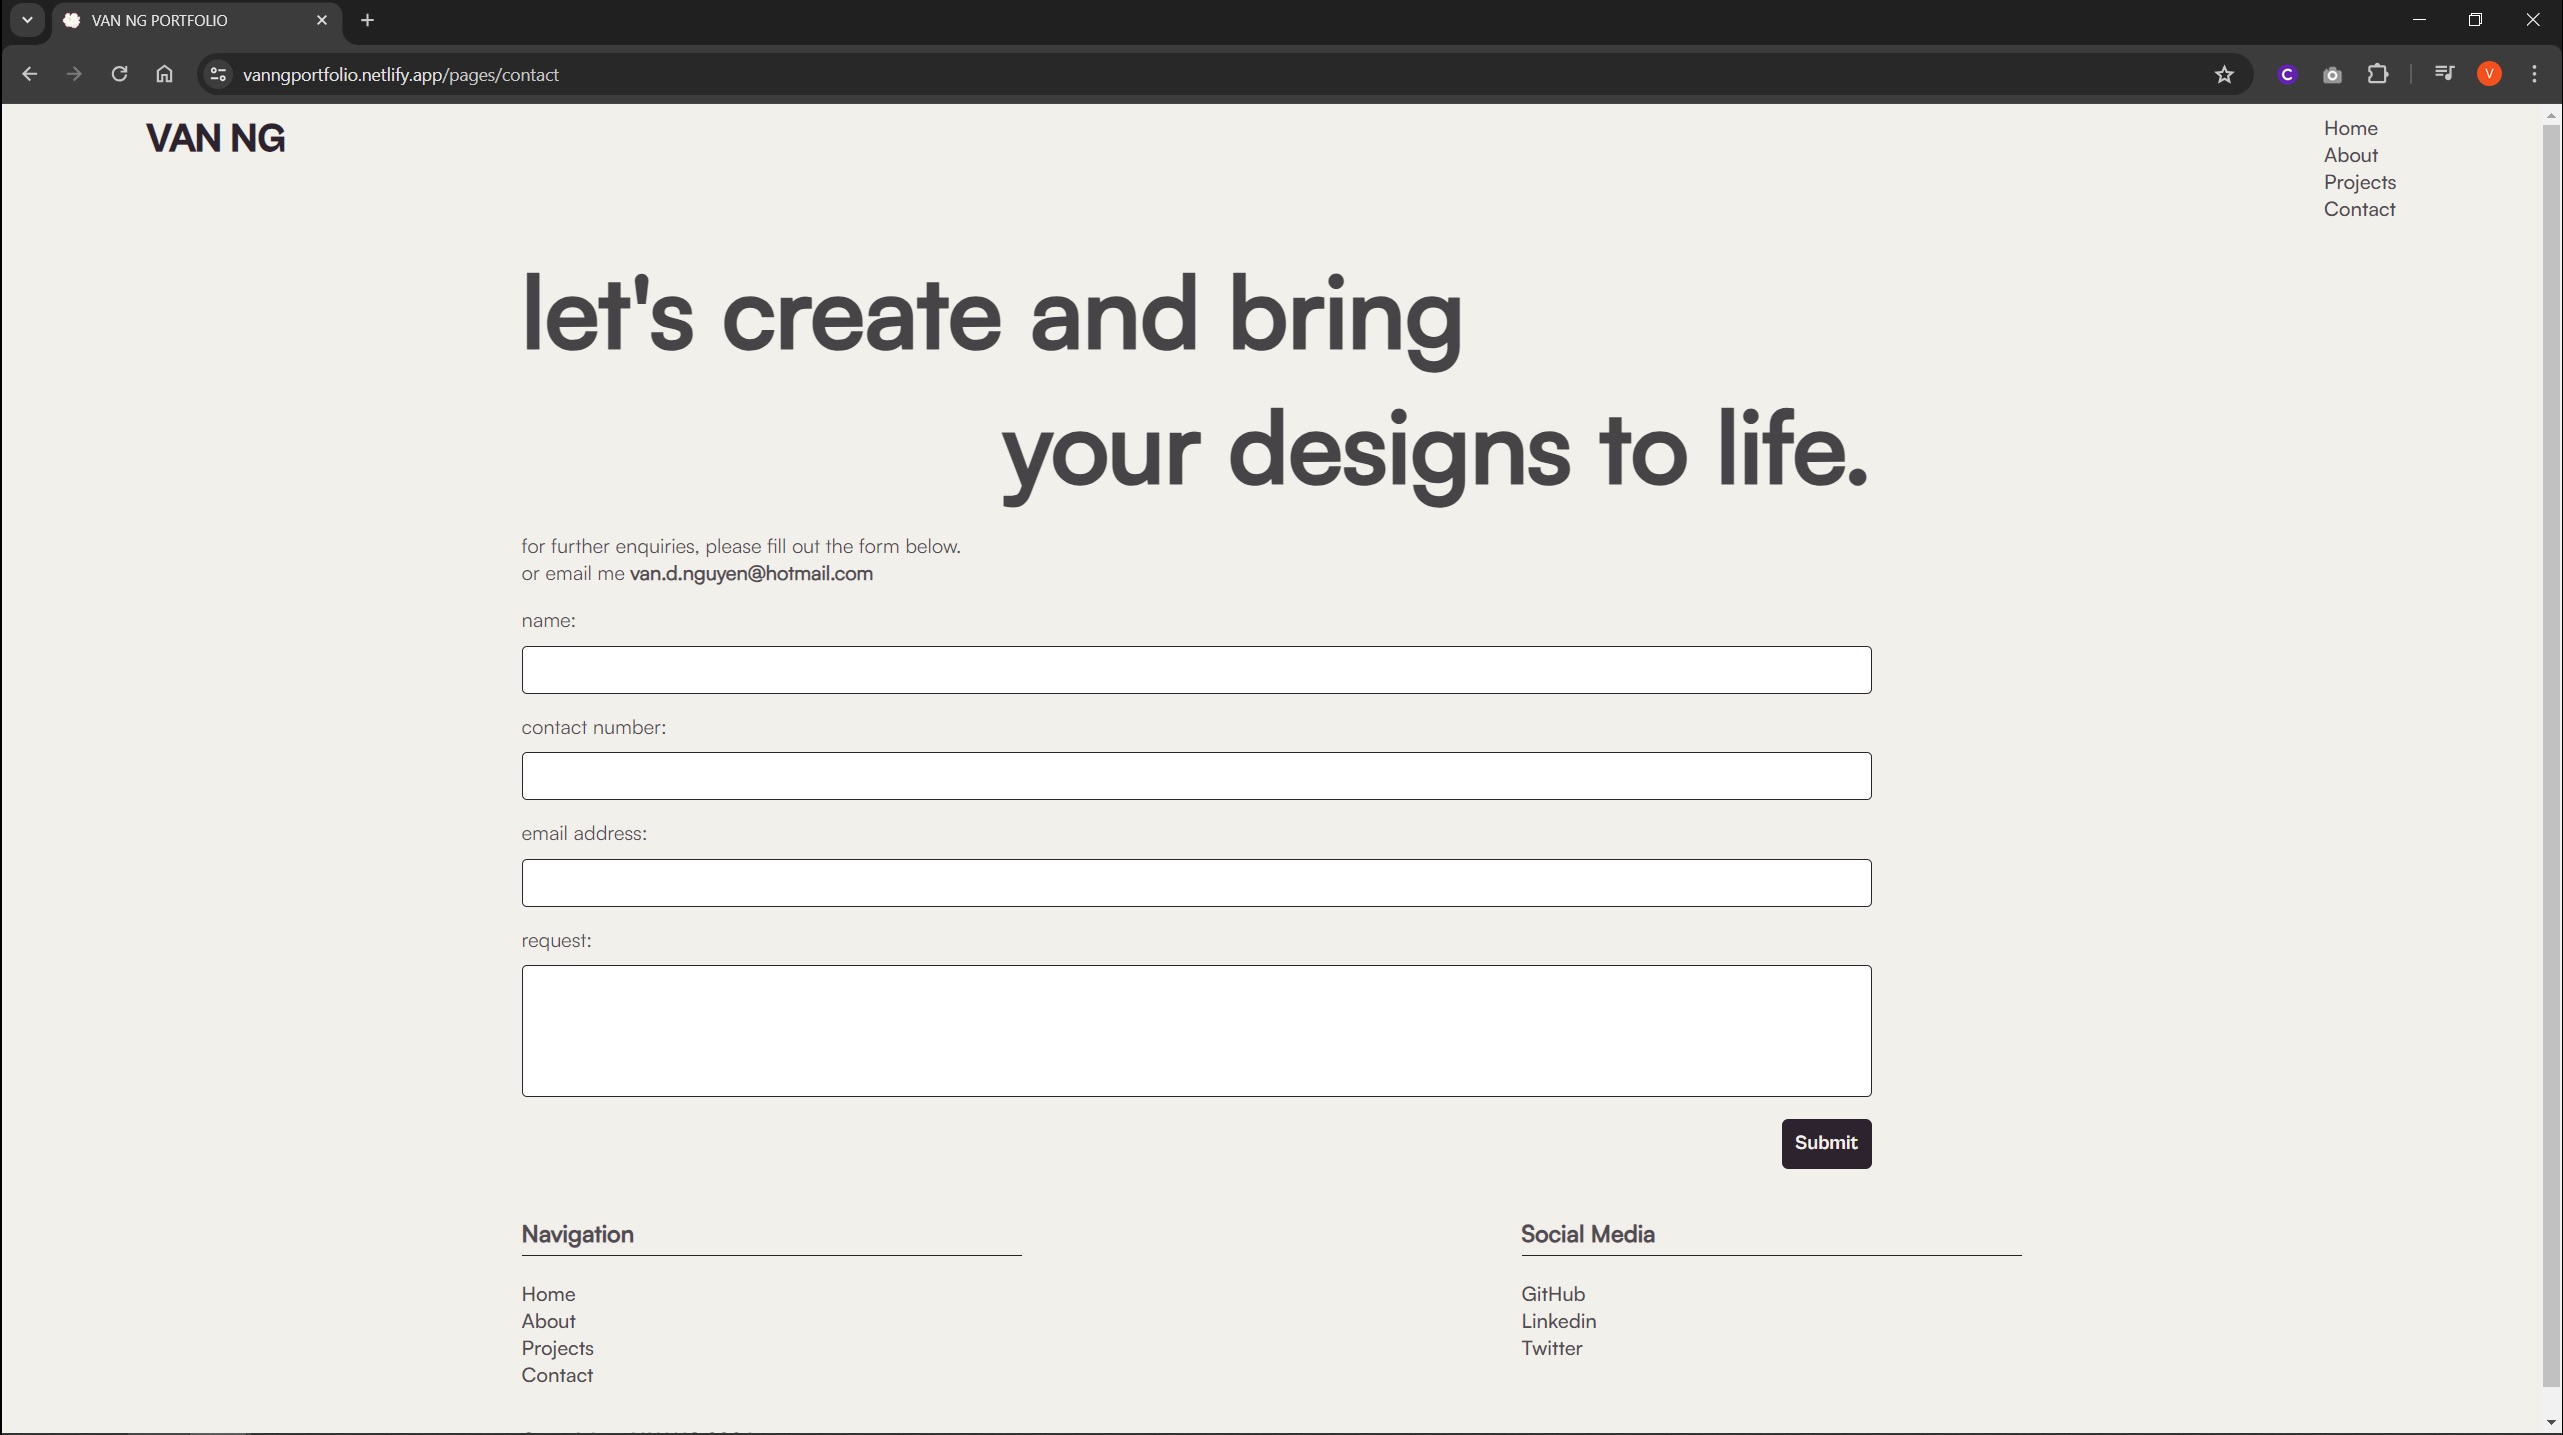 VAN NG PORTFOLIO
vanngportfolio.netlify.app/pages/contact
C
V
VAN NG
Home
About
Projects
Contact
let's create and bring
your designs to life.
for further enquiries, please fill out the form below.
or email me van.d.nguyen@hotmail.com
name:
contact number:
email address:
request:
Submit
Navigation
Home
About
Projects
Contact
Social Media
GitHub
Linkedin
Twitter